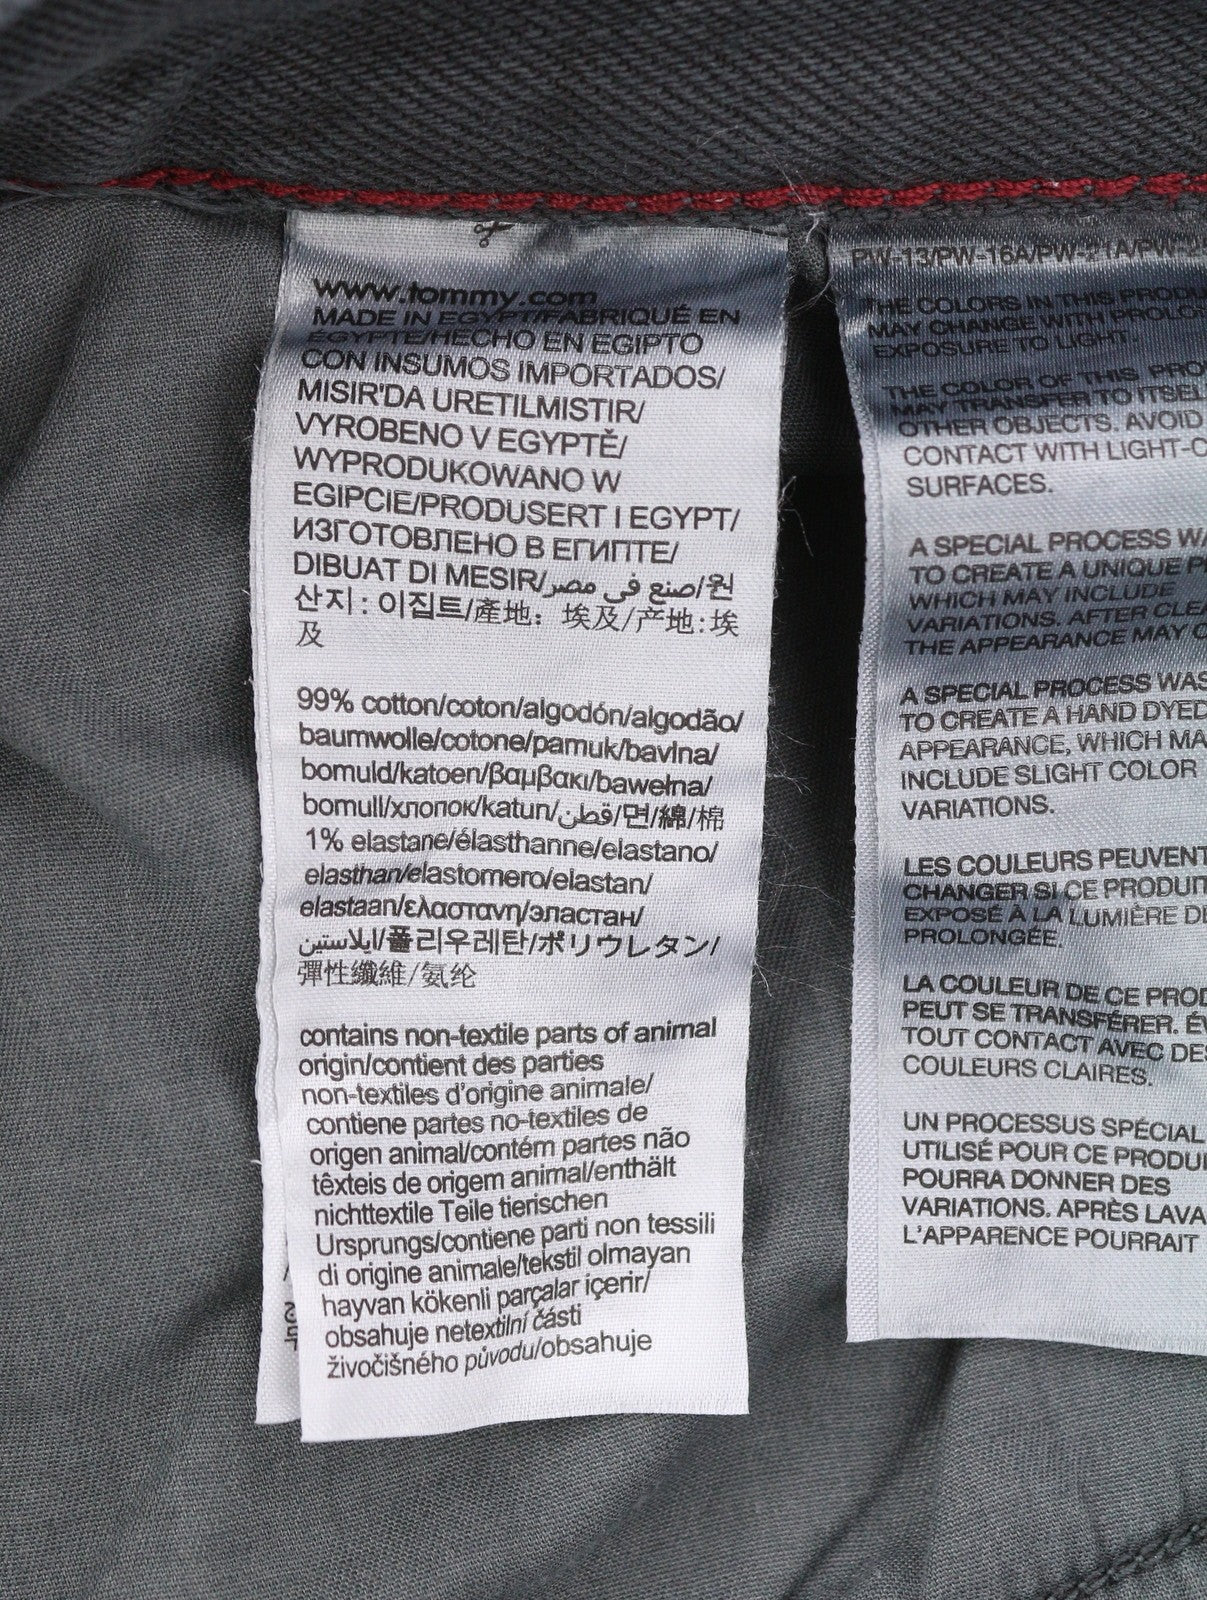 www.tommy.com
MADE IN EGYPT/FABRIQUÉ EN
EGYPTE/HECHO EN EGIPTO
CON INSUMOS IMPORTADOS/
MISIR'DA URETILMISTIR/
VYROBENO V EGYPTĚ/
WYPRODUKOWANO W
EGIPCIE/PRODUSERT I EGYPT/
ИЗГОТОВЛЕНО В ЕГИПТЕ/
DIBUAT DI MESIR/صنع في مصر/원
산지: 이집트/產地: 埃及/产地:埃
及
99% cotton/coton/algodón/algodão/
baumwolle/cotone/pamuk/bavlna/
bomuld/katoen/βαμβακι/bawełna/
bomull/хлопок/katun/قطن/면/綿/棉
1% elastane/élasthanne/elastano/
elasthan/elastomero/elastan/
elastaan/ελαστανη/эластан/
ايلاستين/폴리우레탄/ポリウレタン/
彈性纖維/氨纶
contains non-textile parts of animal
origin/contient des parties
non-textiles d'origine animale/
contiene partes no-textiles de
origen animal/contém partes não
têxteis de origem animal/enthält
nichttextile Teile tierischen
Ursprungs/contiene parti non tessili
di origine animale/tekstil olmayan
hayvan kökenli parçalar içerir/
obsahuje netextilní části
živočišného původu/obsahuje
PW-13/PW-16A/PW-21A/PW-2
THE COLORS IN THIS PRODU
MAY CHANGE WITH PROLO
EXPOSURE TO LIGHT.
THE COLOR OF THIS PRO
MAY TRANSFER TO ITSEL
OTHER OBJECTS. AVOID
CONTACT WITH LIGHT-C
SURFACES.
A SPECIAL PROCESS WA
TO CREATE A UNIQUE P
WHICH MAY INCLUDE
VARIATIONS. AFTER CLEA
THE APPEARANCE MAY C
A SPECIAL PROCESS WAS
TO CREATE A HAND DYED
APPEARANCE, WHICH MA
INCLUDE SLIGHT COLOR
VARIATIONS.
LES COULEURS PEUVENT
CHANGER SI CE PRODUIT
EXPOSÉ À LA LUMIÈRE D
PROLONGÉE.
LA COULEUR DE CE PROD
PEUT SE TRANSFÉRER. É
TOUT CONTACT AVEC DES
COULEURS CLAIRES.
UN PROCESSUS SPÉCIAL
UTILISÉ POUR CE PRODUI
POURRA DONNER DES
VARIATIONS. APRÈS LAVA
L'APPARENCE POURRAIT